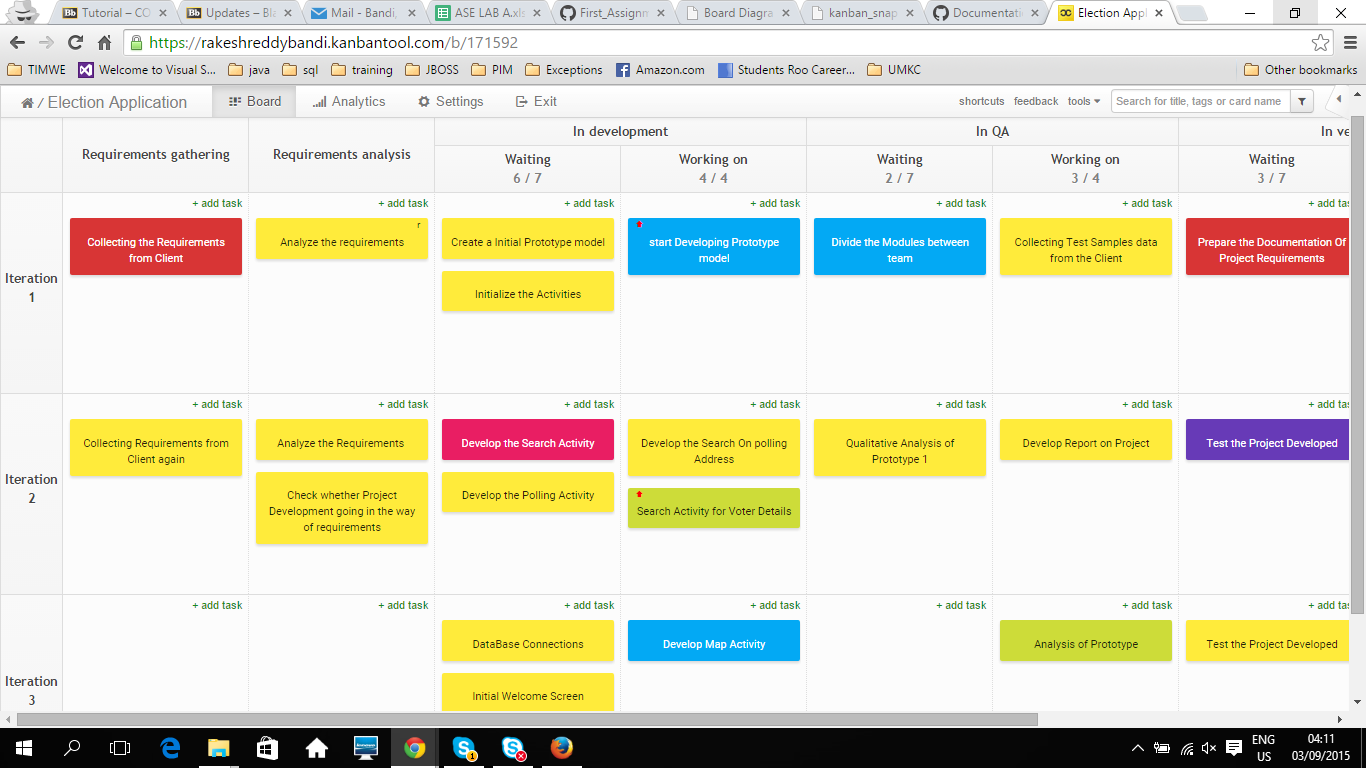 Tutorial – CO
Updates – Bla
Mail - Bandi,
ASE LAB A.xls
First_Assignm
Board Diagra
kanban_snap
Documentat
Election Appl
https://rakeshreddybandi.kanbantool.com/b/171592
TIMWE
Welcome to Visual S...
java
sql
training
JBOSS
PIM
Exceptions
Amazon.com
Students Roo Career...
UMKC
Other bookmarks
/ Election Application
Board
Analytics
Settings
Exit
shortcuts
feedback
tools
Search for title, tags or card name
Requirements gathering
Requirements analysis
In development
In QA
In ve
Waiting
6 / 7
Working on
4 / 4
Waiting
2 / 7
Working on
3 / 4
Waiting
3 / 7
Iteration
1
+ add task
Collecting the Requirements
from Client
+ add task
r
Analyze the requirements
+ add task
Create a Initial Prototype model
Initialize the Activities
+ add task
start Developing Prototype
model
+ add task
Divide the Modules between
team
+ add task
Collecting Test Samples data
from the Client
+ add tas
Prepare the Documentation Of
Project Requirements
Iteration
2
+ add task
Collecting Requirements from
Client again
+ add task
Analyze the Requirements
Check whether Project
Development going in the way
of requirements
+ add task
Develop the Search Activity
Develop the Polling Activity
+ add task
Develop the Search On polling
Address
Search Activity for Voter Details
+ add task
Qualitative Analysis of
Prototype 1
+ add task
Develop Report on Project
+ add tas
Test the Project Developed
Iteration
3
+ add task
+ add task
+ add task
DataBase Connections
Initial Welcome Screen
+ add task
Develop Map Activity
+ add task
+ add task
Analysis of Prototype
+ add tas
Test the Project Developed
ENG
US
04:11
03/09/2015